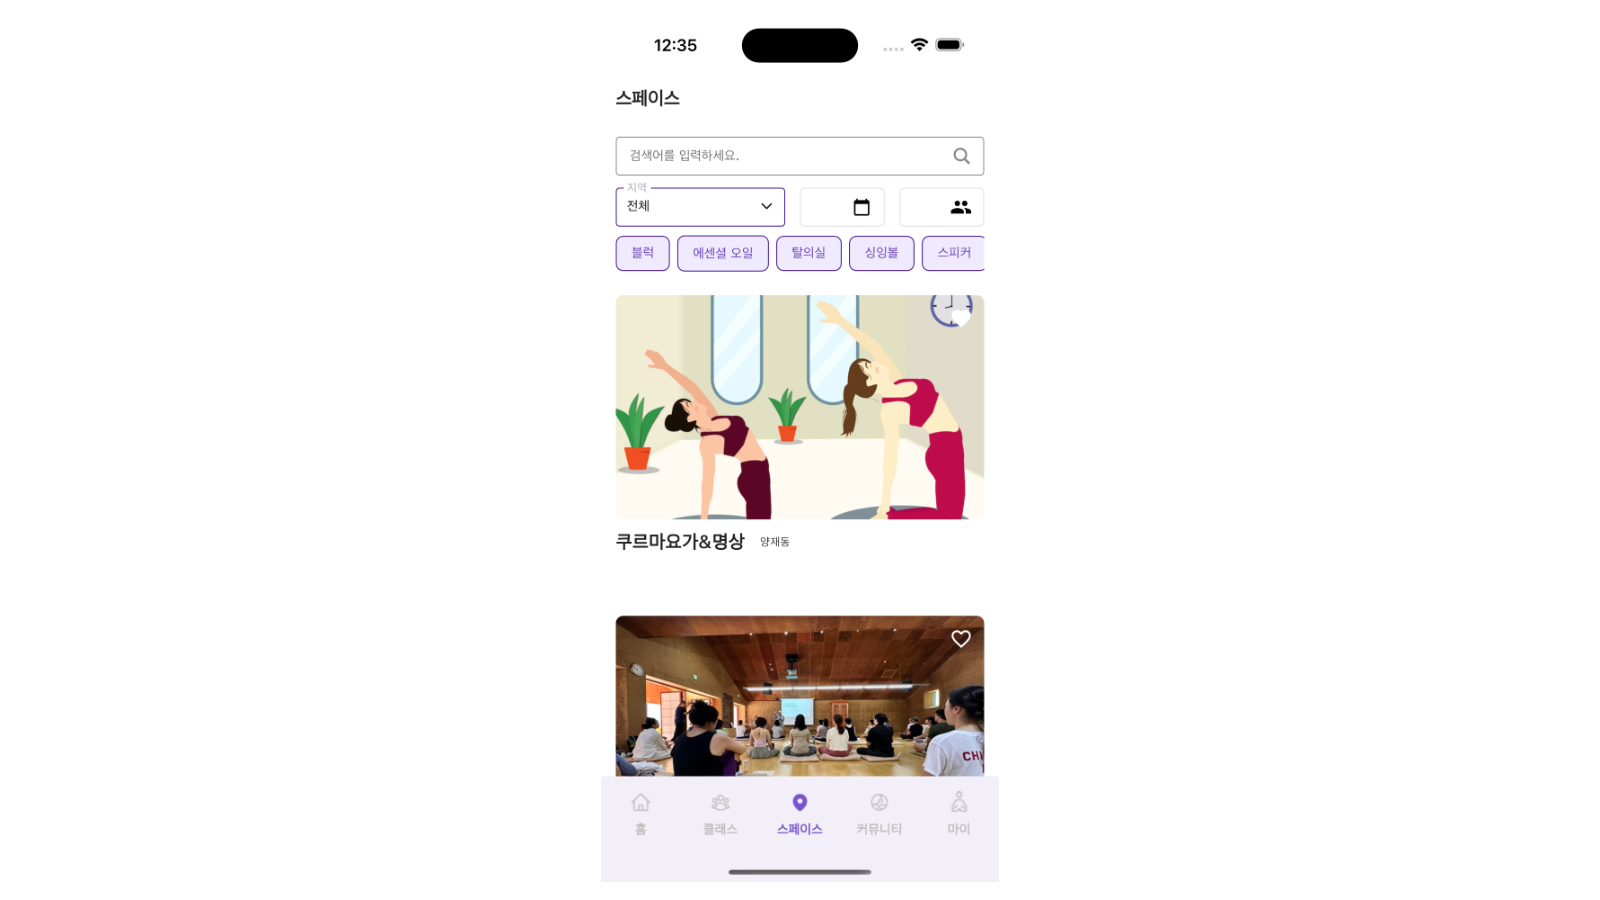 12:35
스페이스
검색어를 입력하세요.
지역
전체
블럭 에센셜 오일 탈의실 싱잉볼 스피커
쿠르마요가&명상 양재동
CHI
홈 클래스 스페이스 커뮤니티 마이